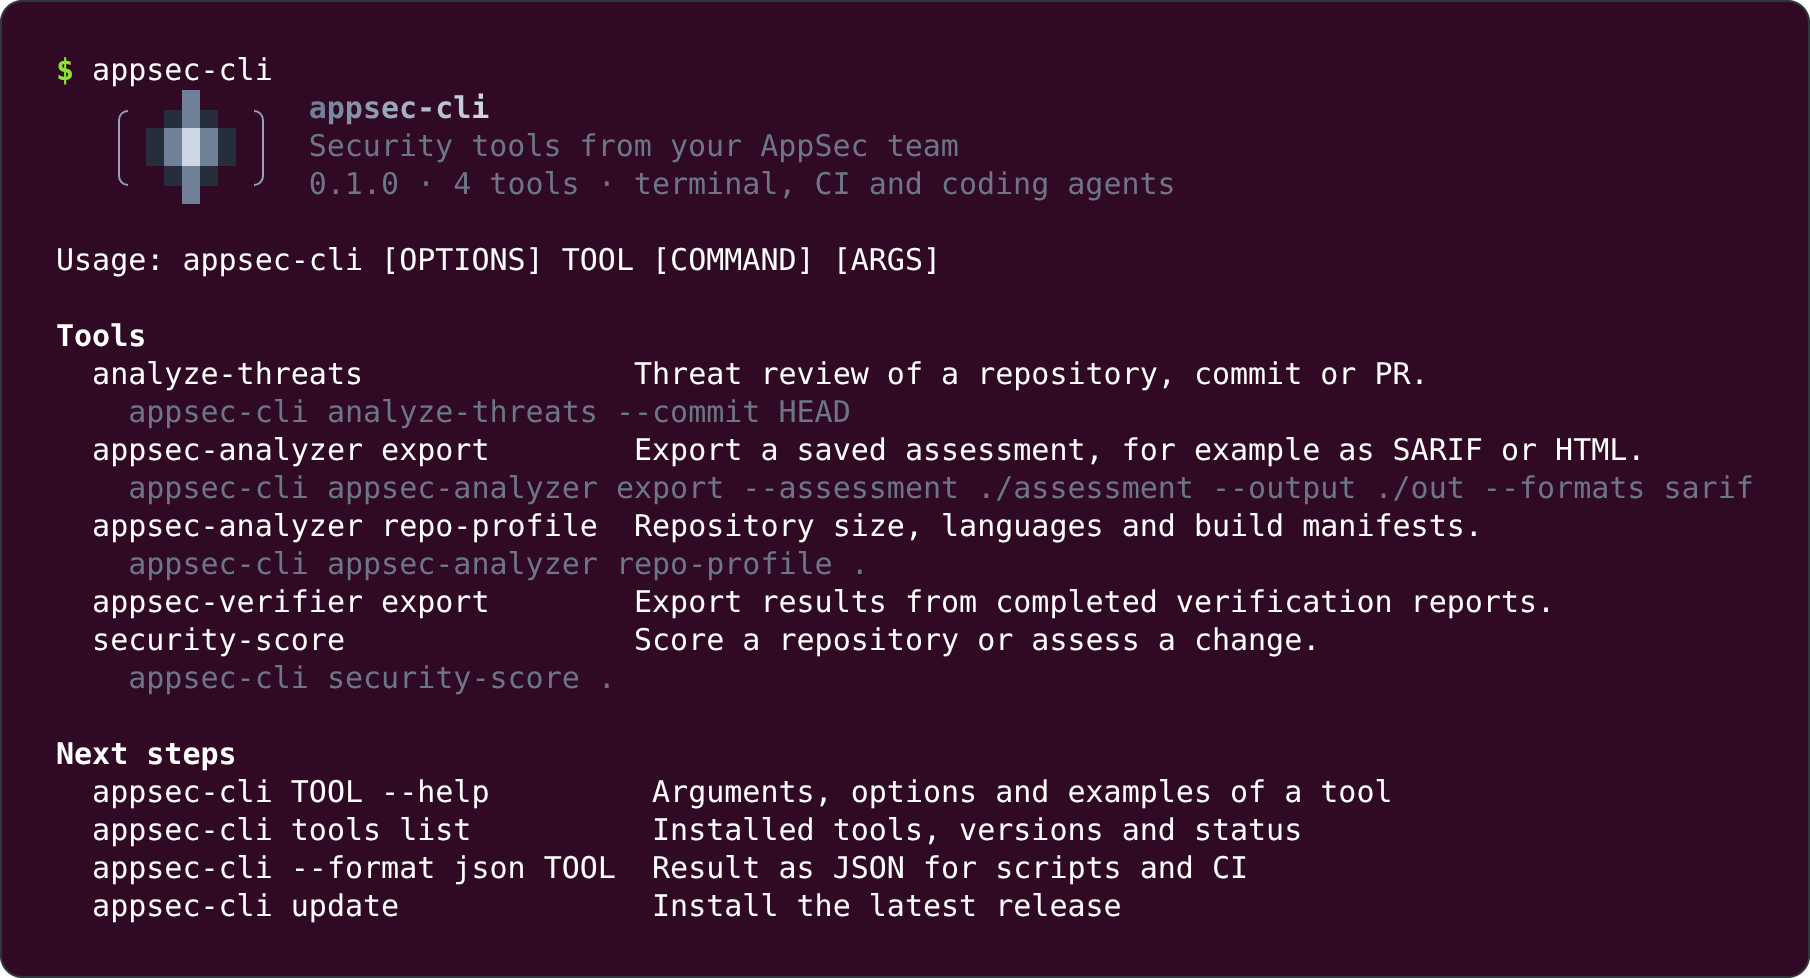 $ appsec-cli
appsec-cli
Security tools from your AppSec team
0.1.0 · 4 tools · terminal, CI and coding agents
Usage: appsec-cli [OPTIONS] TOOL [COMMAND] [ARGS]
Tools
analyze-threats Threat review of a repository, commit or PR.
appsec-cli analyze-threats --commit HEAD
appsec-analyzer export Export a saved assessment, for example as SARIF or HTML.
appsec-cli appsec-analyzer export --assessment ./assessment --output ./out --formats sarif
appsec-analyzer repo-profile Repository size, languages and build manifests.
appsec-cli appsec-analyzer repo-profile .
appsec-verifier export Export results from completed verification reports.
security-score Score a repository or assess a change.
appsec-cli security-score .
Next steps
appsec-cli TOOL --help Arguments, options and examples of a tool
appsec-cli tools list Installed tools, versions and status
appsec-cli --format json TOOL Result as JSON for scripts and CI
appsec-cli update Install the latest release